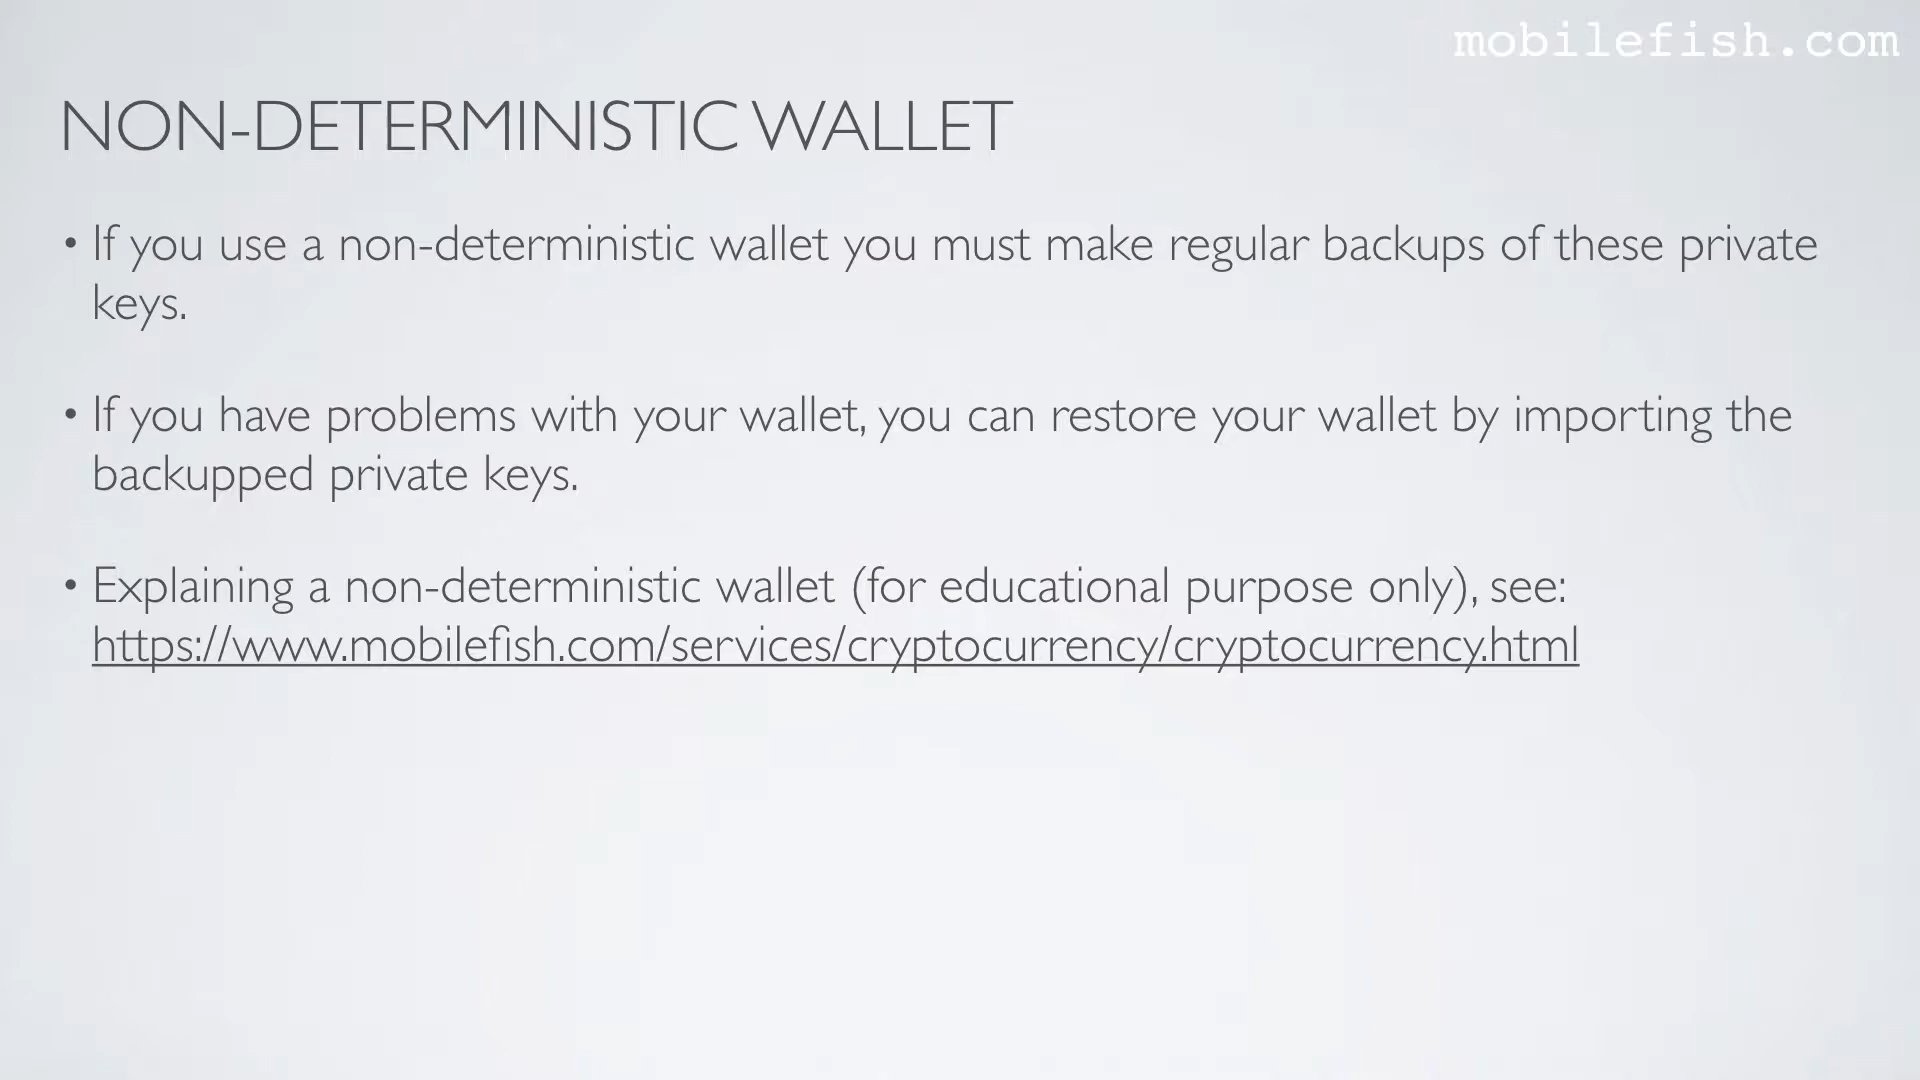 mobilefish.com
NON-DETERMINISTIC WALLET
• If you use a non-deterministic wallet you must make regular backups of these private
keys.
• If you have problems with your wallet, you can restore your wallet by importing the
backupped private keys.
• Explaining a non-deterministic wallet (for educational purpose only), see:
https://www.mobilefish.com/services/cryptocurrency/cryptocurrency.html